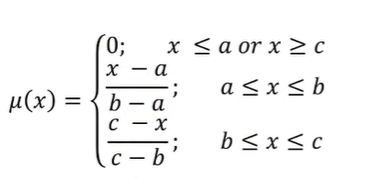 μ(x) = { 0;   x ≤ a or x ≥ c
(x − a)/(b − a);   a ≤ x ≤ b
(c − x)/(c − b);   b ≤ x ≤ c